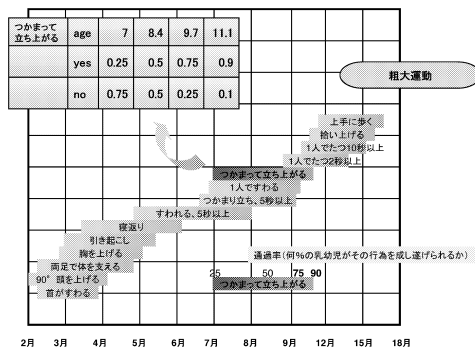 つかまって立ち上がる age 7 8.4 9.7 11.1
yes 0.25 0.5 0.75 0.9
no 0.75 0.5 0.25 0.1
粗大運動
上手に歩く
拾い上げる
1人でたつ10秒以上
1人でたつ2秒以上
つかまって立ち上がる
1人ですわる
つかまり立ち、5秒以上
すわれる、5秒以上
寝返り
引き起こし
胸を上げる
両足で体を支える
90°頭を上げる
首がすわる
通過率(何%の乳幼児がその行為を成し遂げられるか)
25 50 75 90
つかまって立ち上がる
2月 3月 4月 5月 6月 7月 8月 9月 11月 13月 15月 18月